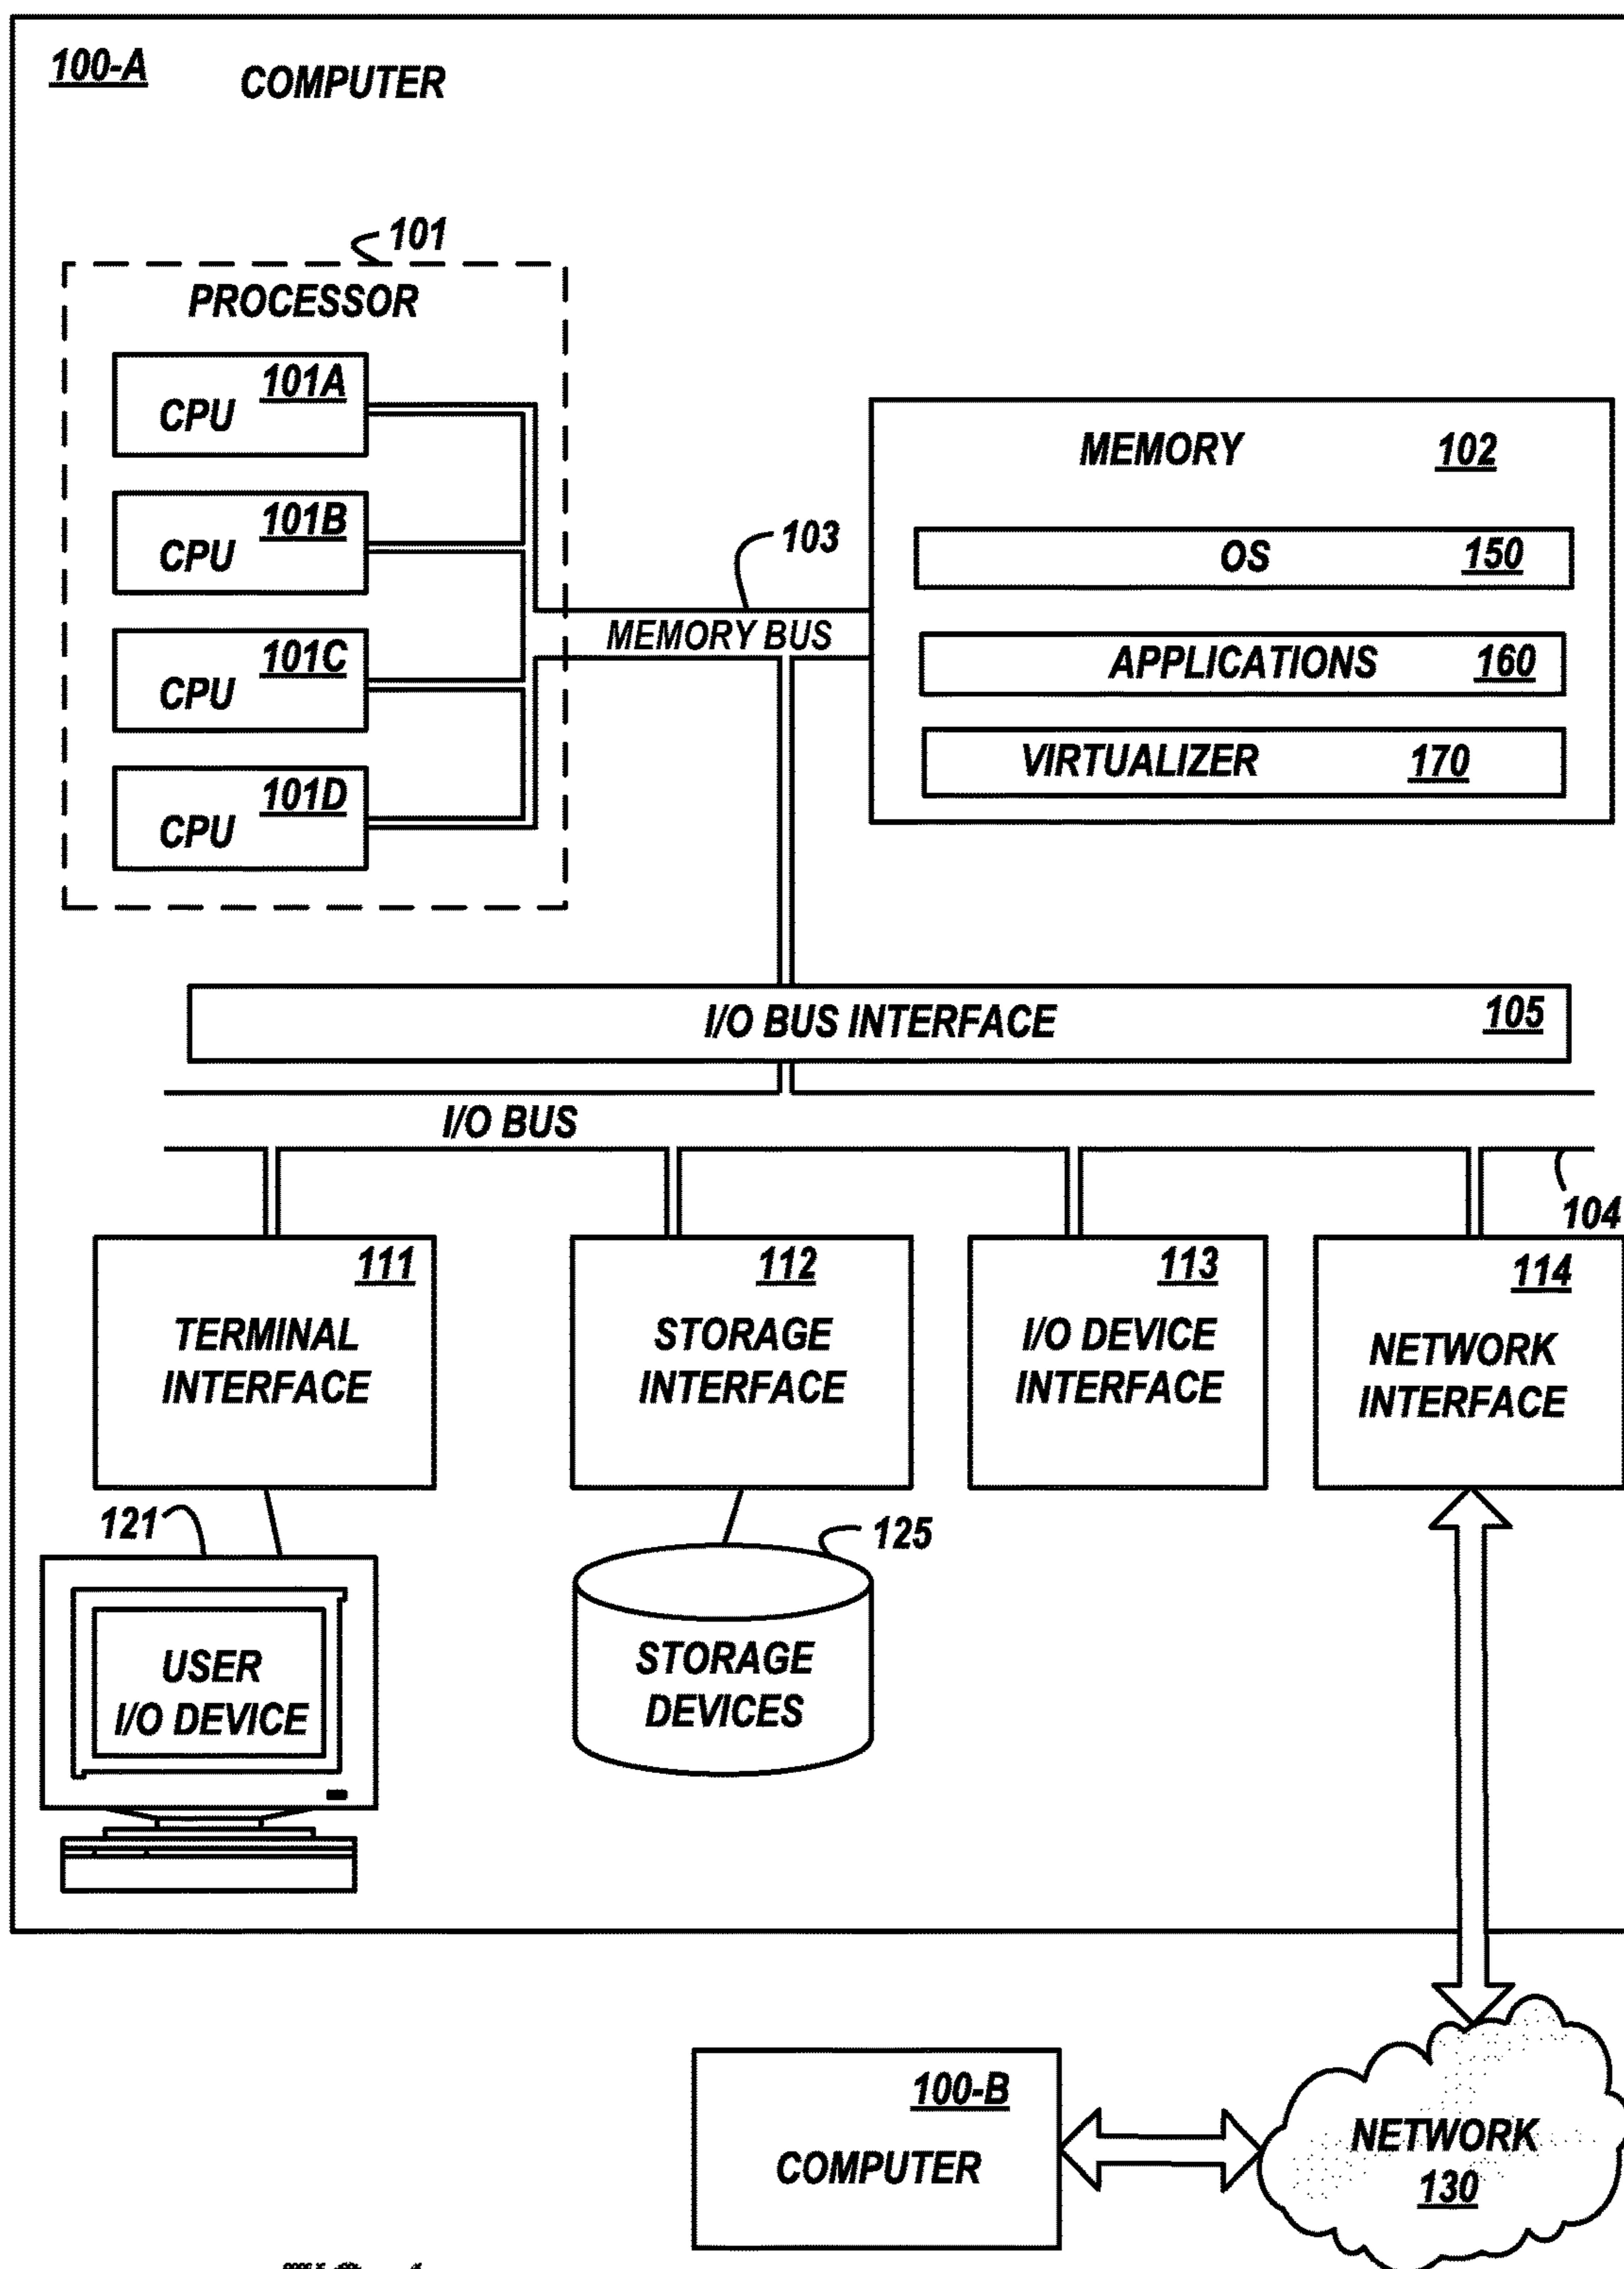 100-A COMPUTER
101
PROCESSOR
101A
CPU
101B
CPU
101C
CPU
101D
CPU
103
MEMORY BUS
MEMORY 102
OS 150
APPLICATIONS 160
VIRTUALIZER 170
I/O BUS INTERFACE 105
I/O BUS
104
111
TERMINAL
INTERFACE
112
STORAGE
INTERFACE
113
I/O DEVICE
INTERFACE
114
NETWORK
INTERFACE
121
USER
I/O DEVICE
125
STORAGE
DEVICES
100-B
COMPUTER
NETWORK
130